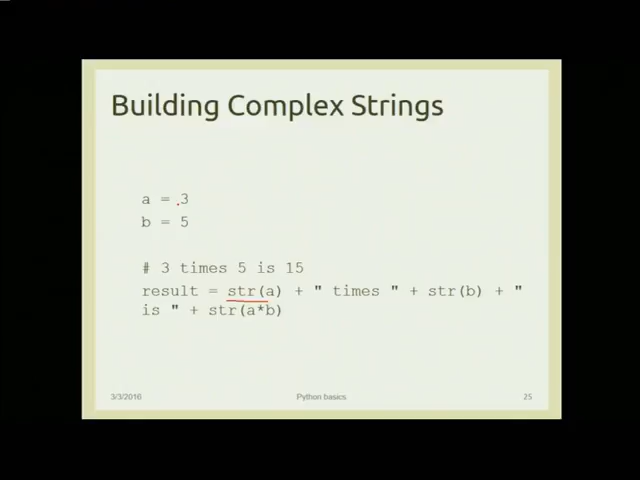 Building Complex Strings
a = 3
b = 5
# 3 times 5 is 15
result = str(a) + " times " + str(b) + "
is " + str(a*b)
3/3/2016 Python basics 25